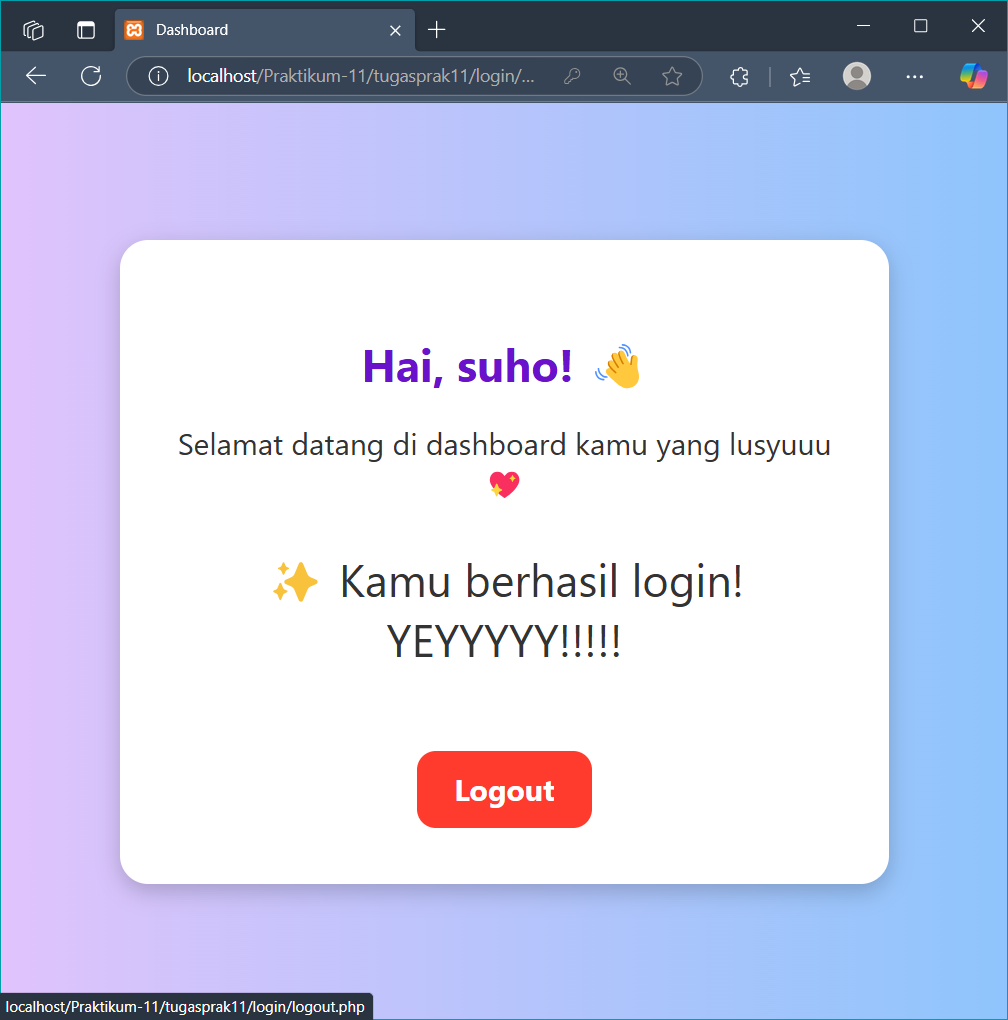 Dashboard
localhost/Praktikum-11/tugasprak11/login/...
Hai, suho! 👋
Selamat datang di dashboard kamu yang lusyuuu
💖
✨ Kamu berhasil login!
YEYYYYY!!!!!
Logout
localhost/Praktikum-11/tugasprak11/login/logout.php